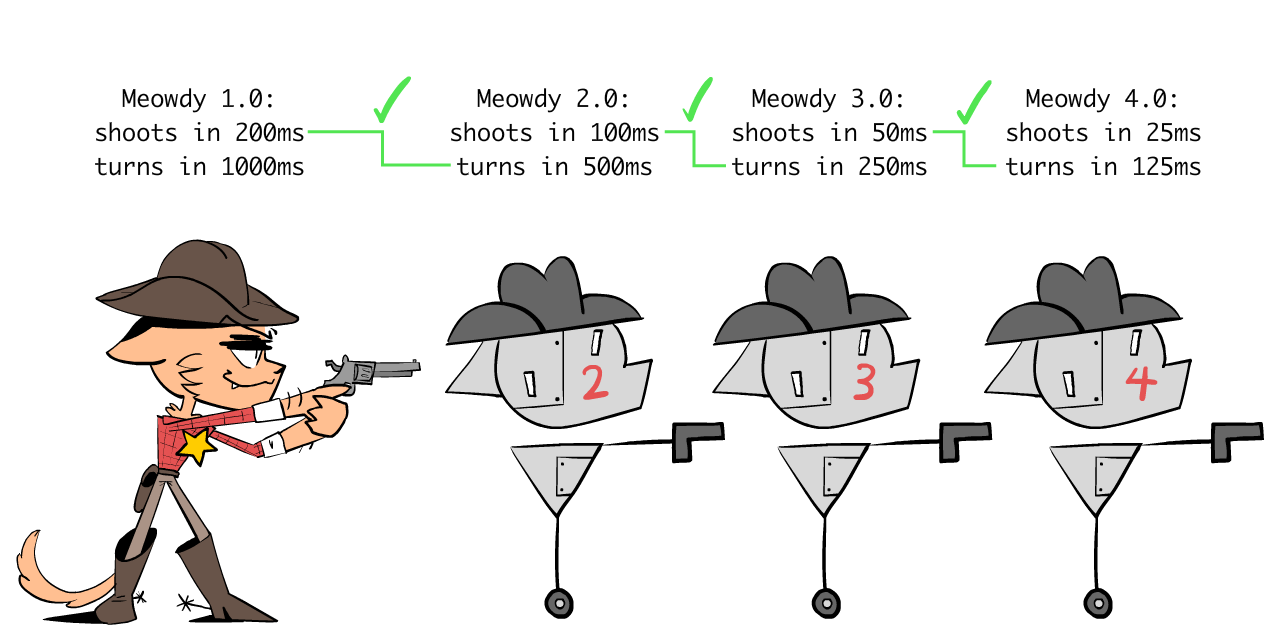 Meowdy 1.0:
shoots in 200ms
turns in 1000ms
Meowdy 2.0:
shoots in 100ms
turns in 500ms
Meowdy 3.0:
shoots in 50ms
turns in 250ms
Meowdy 4.0:
shoots in 25ms
turns in 125ms
2
3
4